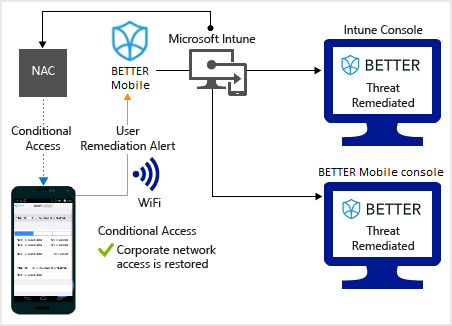 Microsoft Intune
Intune Console
NAC
BETTER
Mobile
BETTER
Threat
Remediated
Conditional
Access
User
Remediation Alert
WiFi
BETTER Mobile console
BETTER
Threat
Remediated
Conditional Access
Corporate network
access is restored